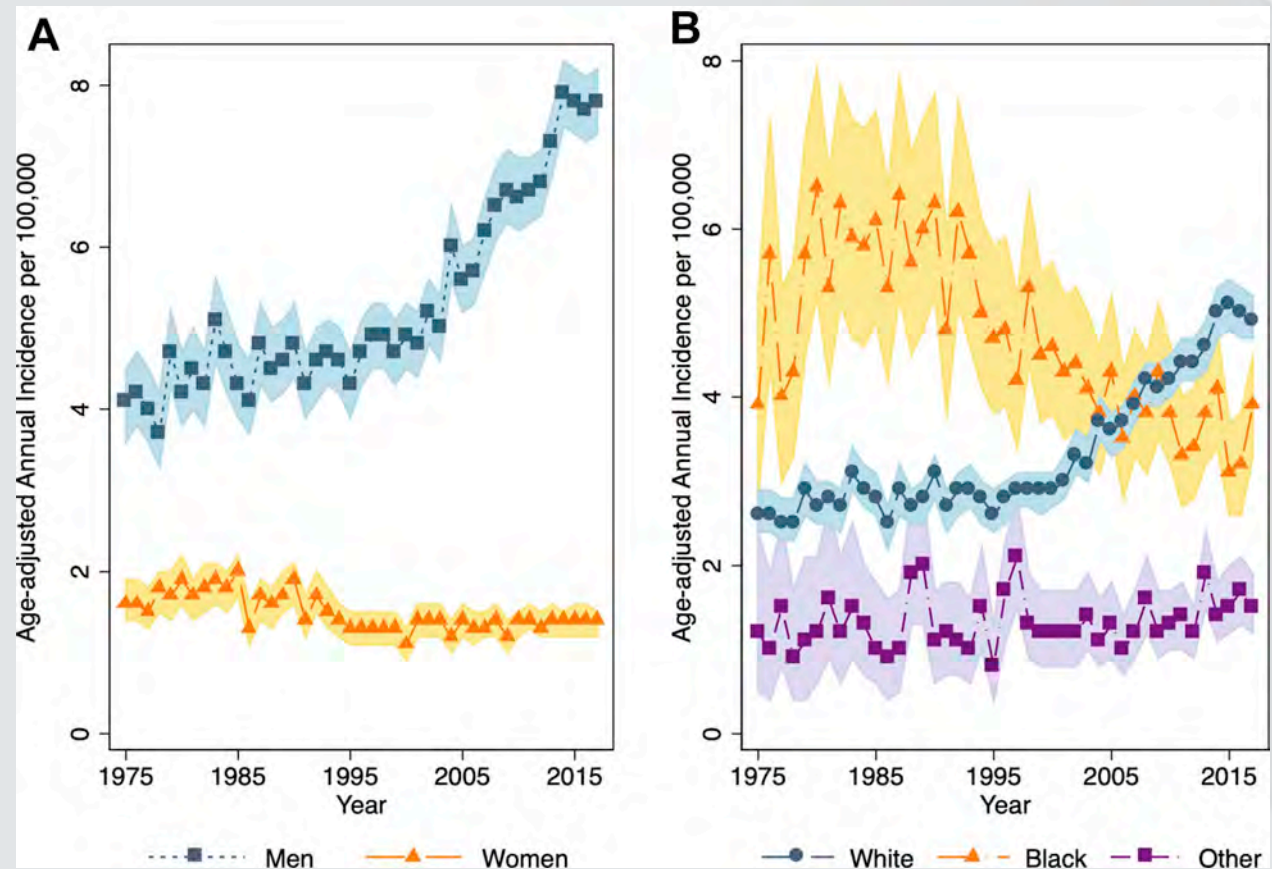 A
B
Age-adjusted Annual Incidence per 100,000
8
6
4
2
0
1975 1985 1995 2005 2015
Year
Men Women
Age-adjusted Annual Incidence per 100,000
8
6
4
2
0
1975 1985 1995 2005 2015
Year
White Black Other